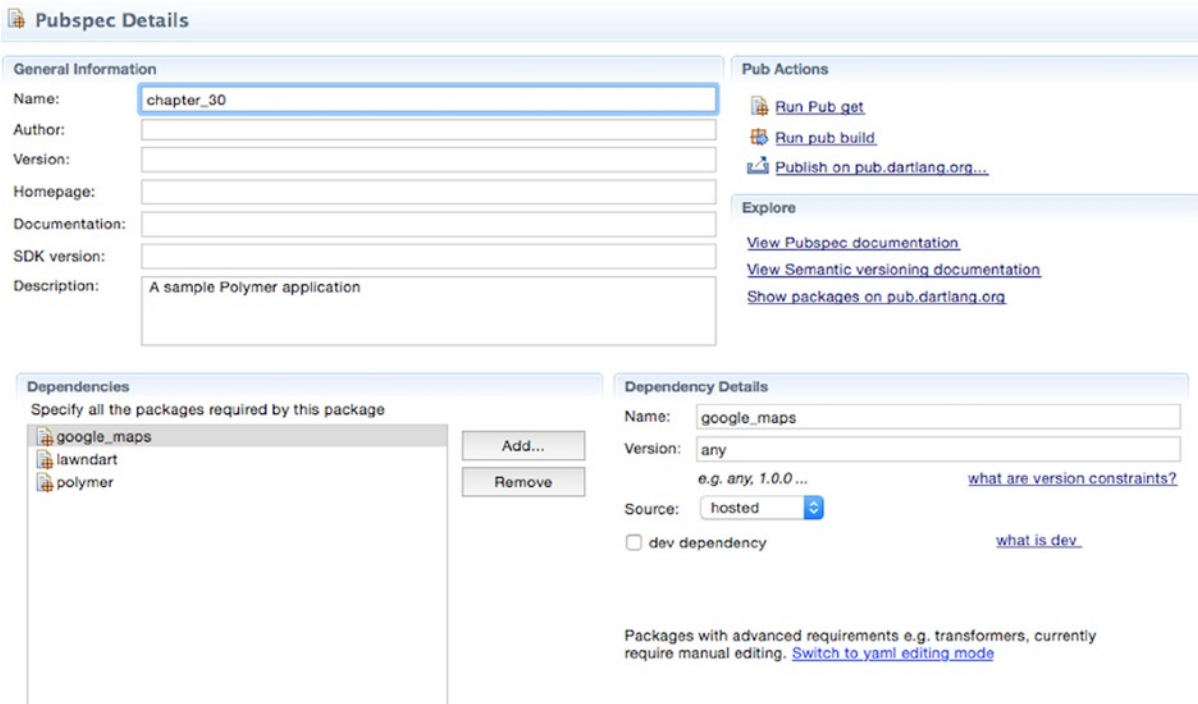 Pubspec Details
General Information
Name: chapter_30
Author:
Version:
Homepage:
Documentation:
SDK version:
Description: A sample Polymer application
Pub Actions
Run Pub get
Run pub build
Publish on pub.dartlang.org...
Explore
View Pubspec documentation
View Semantic versioning documentation
Show packages on pub.dartlang.org
Dependencies
Specify all the packages required by this package
google_maps
lawndart
polymer
Add...
Remove
Dependency Details
Name: google_maps
Version: any
e.g. any, 1.0.0 ... what are version constraints?
Source: hosted
dev dependency what is dev
Packages with advanced requirements e.g. transformers, currently
require manual editing. Switch to yaml editing mode